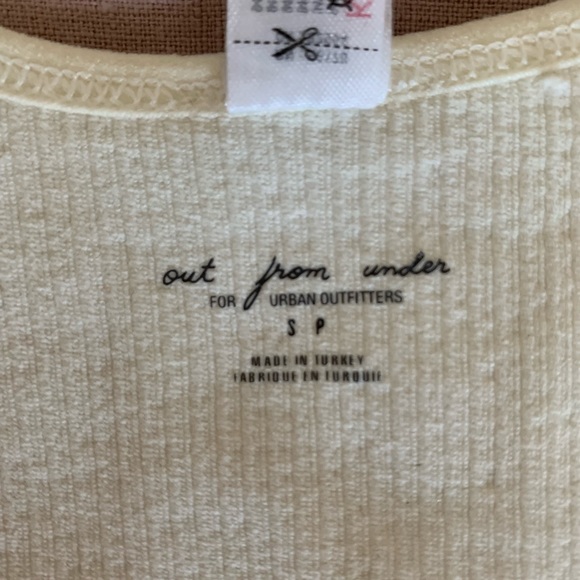 out from under
FOR URBAN OUTFITTERS
S P
MADE IN TURKEY
FABRIQUE EN TURQUIE